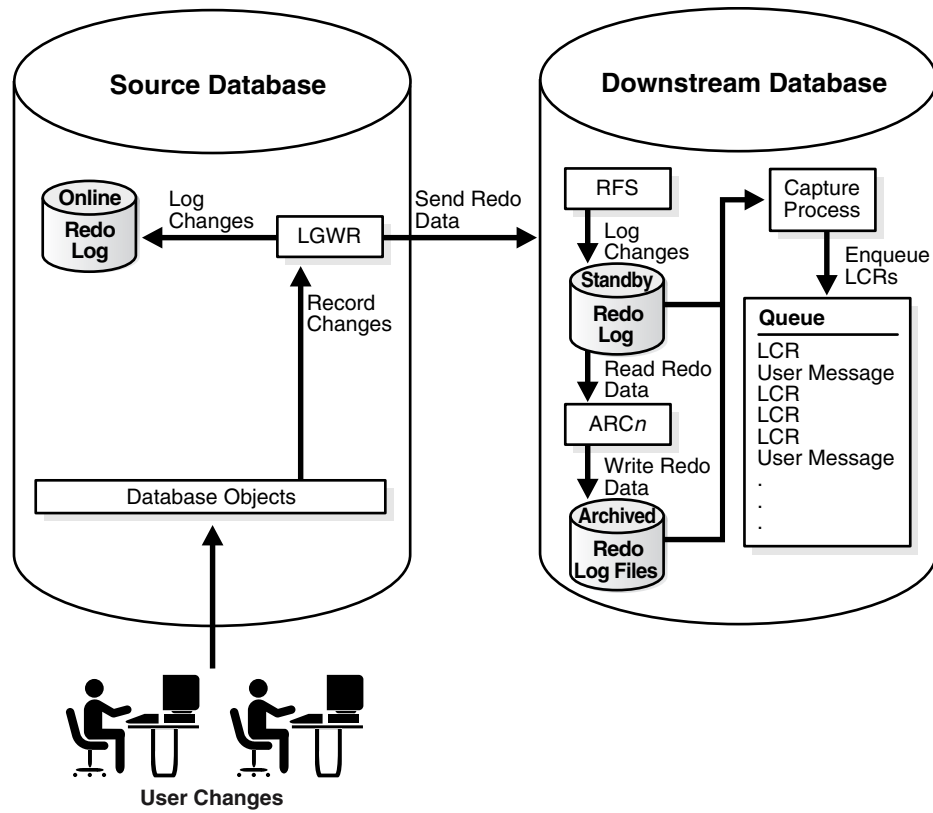 Source Database
Online
Redo
Log
Log
Changes
LGWR
Send Redo
Data
Record
Changes
Database Objects
User Changes
Downstream Database
RFS
Log
Changes
Standby
Redo
Log
Read Redo
Data
ARCn
Write Redo
Data
Archived
Redo
Log Files
Capture
Process
Enqueue
LCRs
Queue
LCR
User Message
LCR
LCR
LCR
User Message
.
.
.